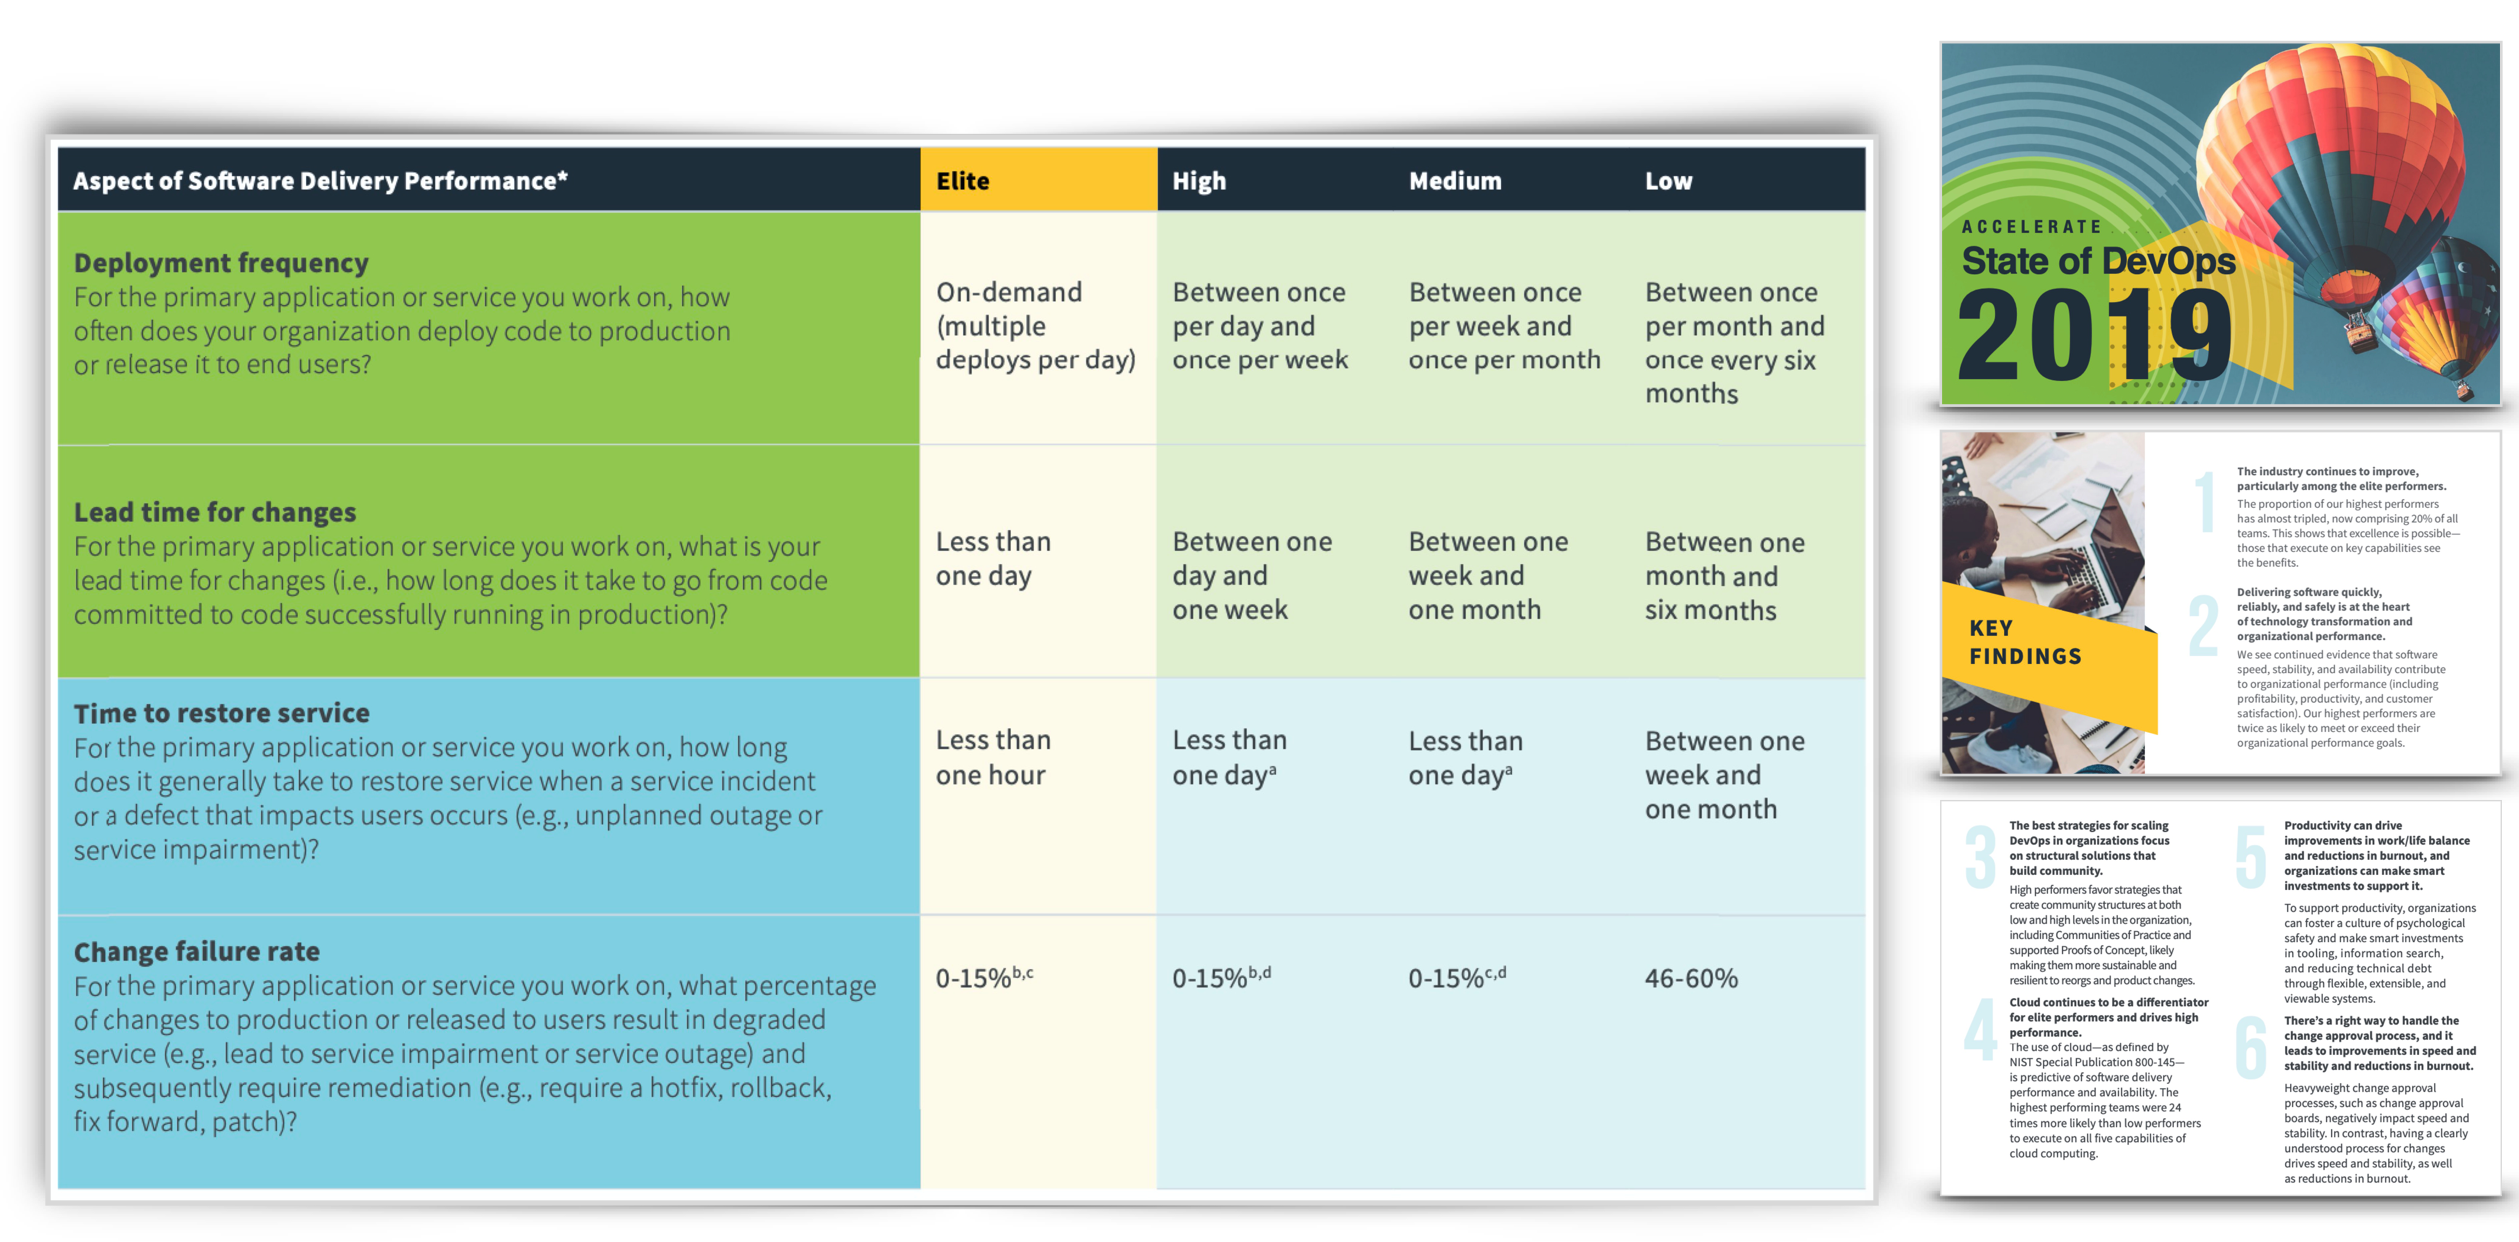 Aspect of Software Delivery Performance*
Elite
High
Medium
Low
Deployment frequency
For the primary application or service you work on, how
often does your organization deploy code to production
or release it to end users?
On-demand
(multiple
deploys per day)
Between once
per day and
once per week
Between once
per week and
once per month
Between once
per month and
once every six
months
Lead time for changes
For the primary application or service you work on, what is your
lead time for changes (i.e., how long does it take to go from code
committed to code successfully running in production)?
Less than
one day
Between one
day and
one week
Between one
week and
one month
Between one
month and
six months
Time to restore service
For the primary application or service you work on, how long
does it generally take to restore service when a service incident
or a defect that impacts users occurs (e.g., unplanned outage or
service impairment)?
Less than
one hour
Less than
one dayᵃ
Less than
one dayᵃ
Between one
week and
one month
Change failure rate
For the primary application or service you work on, what percentage
of changes to production or released to users result in degraded
service (e.g., lead to service impairment or service outage) and
subsequently require remediation (e.g., require a hotfix, rollback,
fix forward, patch)?
0-15%ᵇ,ᶜ
0-15%ᵇ,ᵈ
0-15%ᶜ,ᵈ
46-60%
ACCELERATE
State of DevOps
2019
KEY
FINDINGS
1
The industry continues to improve,
particularly among the elite performers.
The proportion of our highest performers
has almost tripled, now comprising 20% of all
teams. This shows that excellence is possible—
those that execute on key capabilities see
the benefits.
2
Delivering software quickly,
reliably, and safely is at the heart
of technology transformation and
organizational performance.
We see continued evidence that software
speed, stability, and availability contribute
to organizational performance (including
profitability, productivity, and customer
satisfaction). Our highest performers are
twice as likely to meet or exceed their
organizational performance goals.
3
The best strategies for scaling
DevOps in organizations focus
on structural solutions that
build community.
High performers favor strategies that
create community structures at both
low and high levels in the organization,
including Communities of Practice and
supported Proofs of Concept, likely
making them more sustainable and
resilient to reorgs and product changes.
4
Cloud continues to be a differentiator
for elite performers and drives high
performance.
The use of cloud—as defined by
NIST Special Publication 800-145—
is predictive of software delivery
performance and availability. The
highest performing teams were 24
times more likely than low performers
to execute on all five capabilities of
cloud computing.
5
Productivity can drive
improvements in work/life balance
and reductions in burnout, and
organizations can make smart
investments to support it.
To support productivity, organizations
can foster a culture of psychological
safety and make smart investments
in tooling, information search,
and reducing technical debt
through flexible, extensible, and
viewable systems.
6
There's a right way to handle the
change approval process, and it
leads to improvements in speed and
stability and reductions in burnout.
Heavyweight change approval
processes, such as change approval
boards, negatively impact speed and
stability. In contrast, having a clearly
understood process for changes
drives speed and stability, as well
as reductions in burnout.